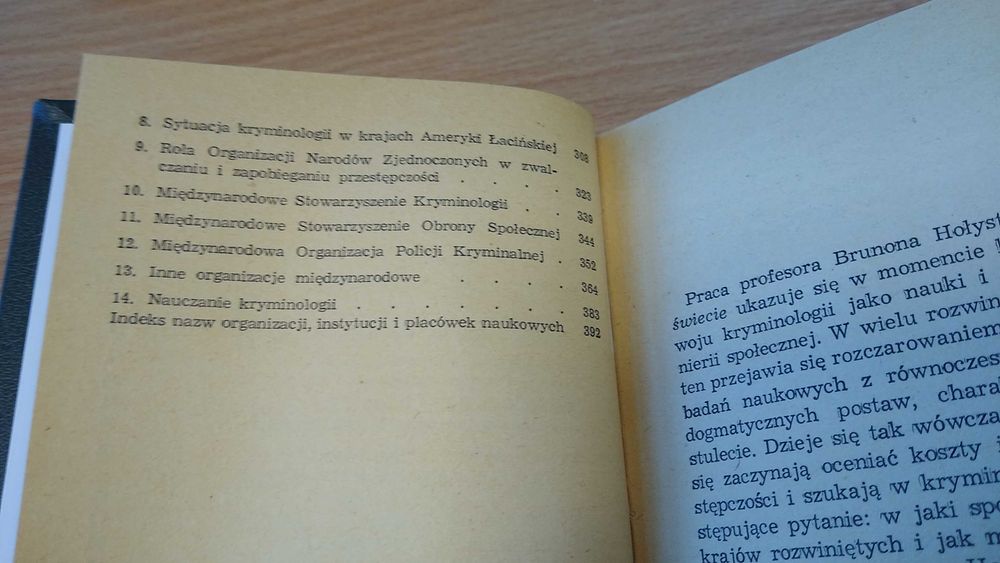 8. Sytuacja kryminologii w krajach Ameryki Łacińskiej 308
9. Rola Organizacji Narodów Zjednoczonych w zwal-
czaniu i zapobieganiu przestępczości . . . . 323
10. Międzynarodowe Stowarzyszenie Kryminologii . . 339
11. Międzynarodowe Stowarzyszenie Obrony Społecznej 344
12. Międzynarodowa Organizacja Policji Kryminalnej . 352
13. Inne organizacje międzynarodowe . . . . 364
14. Nauczanie kryminologii . . . . . . . 383
Indeks nazw organizacji, instytucji i placówek naukowych 392
Praca profesora Brunona Hołyst
świecie ukazuje się w momencie
woju kryminologii jako nauki i
nierii społecznej. W wielu rozwin
ten przejawia się rozczarowaniem
badań naukowych z równoczes
dogmatycznych postaw, chara
stulecie. Dzieje się tak wówcza
się zaczynają oceniać koszty
stępczości i szukają w krymin
stępujące pytanie: w jaki spo
krajów rozwiniętych i jak m